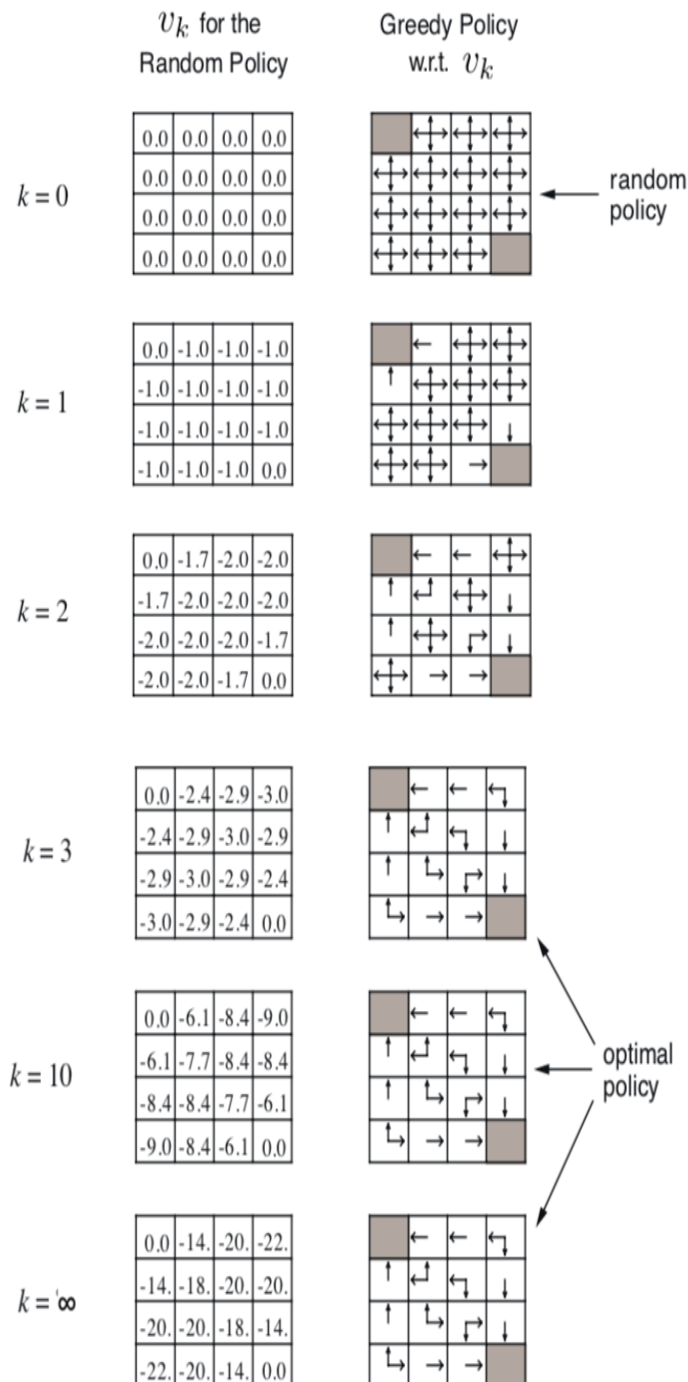 vk for the
Random Policy
Greedy Policy
w.r.t. vk
k = 0
0.0 0.0 0.0 0.0
0.0 0.0 0.0 0.0
0.0 0.0 0.0 0.0
0.0 0.0 0.0 0.0
random
policy
k = 1
0.0 -1.0 -1.0 -1.0
-1.0 -1.0 -1.0 -1.0
-1.0 -1.0 -1.0 -1.0
-1.0 -1.0 -1.0 0.0
k = 2
0.0 -1.7 -2.0 -2.0
-1.7 -2.0 -2.0 -2.0
-2.0 -2.0 -2.0 -1.7
-2.0 -2.0 -1.7 0.0
k = 3
0.0 -2.4 -2.9 -3.0
-2.4 -2.9 -3.0 -2.9
-2.9 -3.0 -2.9 -2.4
-3.0 -2.9 -2.4 0.0
k = 10
0.0 -6.1 -8.4 -9.0
-6.1 -7.7 -8.4 -8.4
-8.4 -8.4 -7.7 -6.1
-9.0 -8.4 -6.1 0.0
optimal
policy
k = ∞
0.0 -14. -20. -22.
-14. -18. -20. -20.
-20. -20. -18. -14.
-22. -20. -14. 0.0